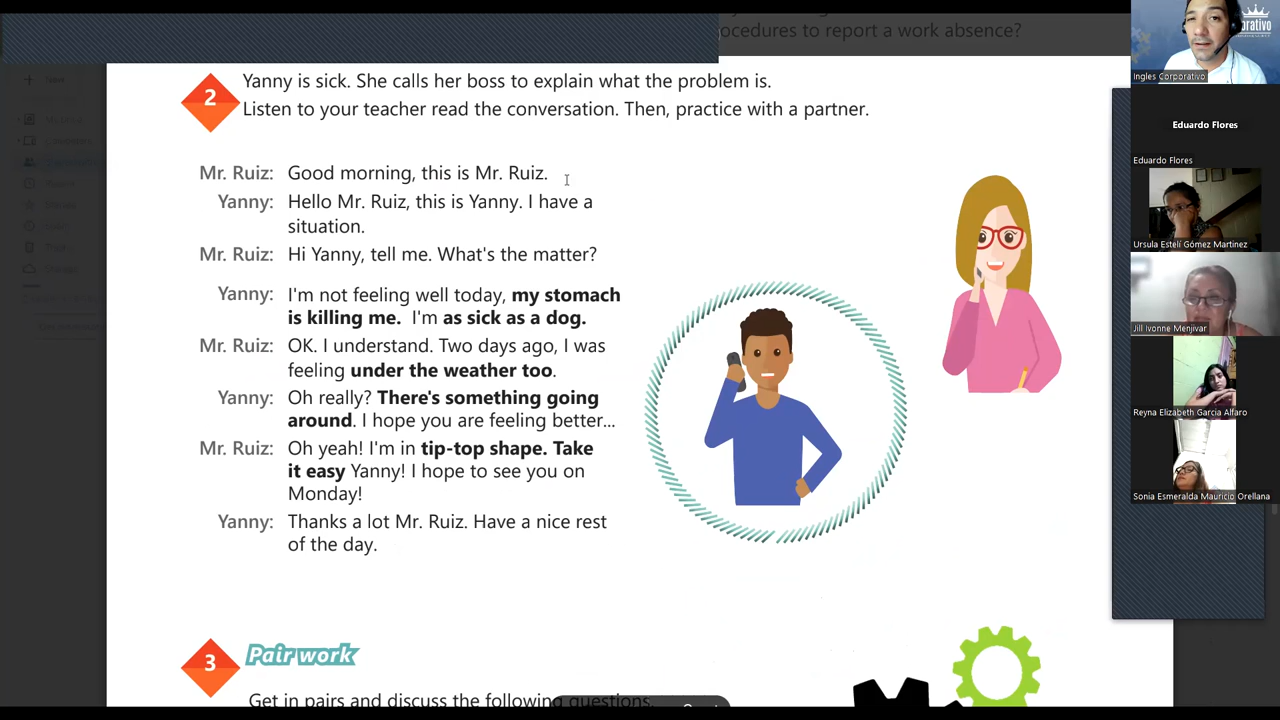 ocedures to report a work absence?
2
Yanny is sick. She calls her boss to explain what the problem is.
Listen to your teacher read the conversation. Then, practice with a partner.
Mr. Ruiz: Good morning, this is Mr. Ruiz.
Yanny: Hello Mr. Ruiz, this is Yanny. I have a
situation.
Mr. Ruiz: Hi Yanny, tell me. What's the matter?
Yanny: I'm not feeling well today, my stomach
is killing me. I'm as sick as a dog.
Mr. Ruiz: OK. I understand. Two days ago, I was
feeling under the weather too.
Yanny: Oh really? There's something going
around. I hope you are feeling better...
Mr. Ruiz: Oh yeah! I'm in tip-top shape. Take
it easy Yanny! I hope to see you on
Monday!
Yanny: Thanks a lot Mr. Ruiz. Have a nice rest
of the day.
3
Pair work
Get in pairs and discuss the following questions.
orativo
Ingles Corporativo
Eduardo Flores
Eduardo Flores
Ursula Estelí Gómez Martinez
Jill Ivonne Menjivar
Reyna Elizabeth Garcia Alfaro
Sonia Esmeralda Mauricio Orellana